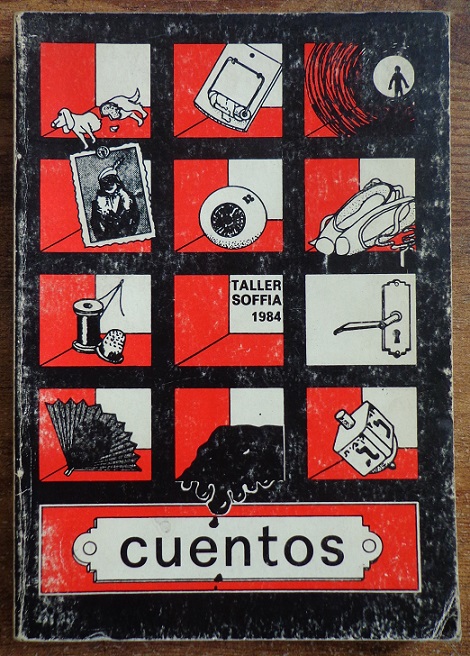 TALLER
SOFFIA
1984
cuentos